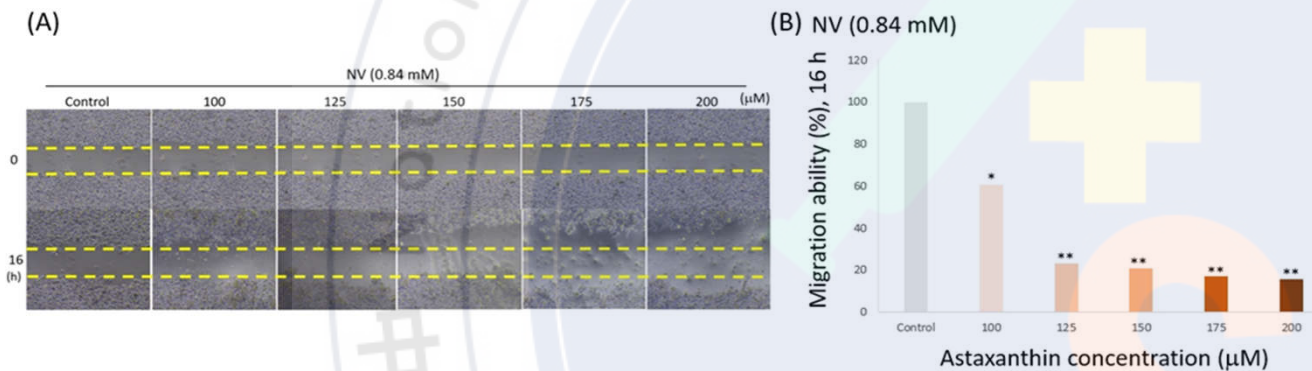 (A)
NV (0.84 mM)
Control 100 125 150 175 200 (μM)
0
16
(h)
(B) NV (0.84 mM)
Migration ability (%), 16 h
120
100
80
60
40
20
0
* ** ** ** **
Control 100 125 150 175 200
Astaxanthin concentration (μM)